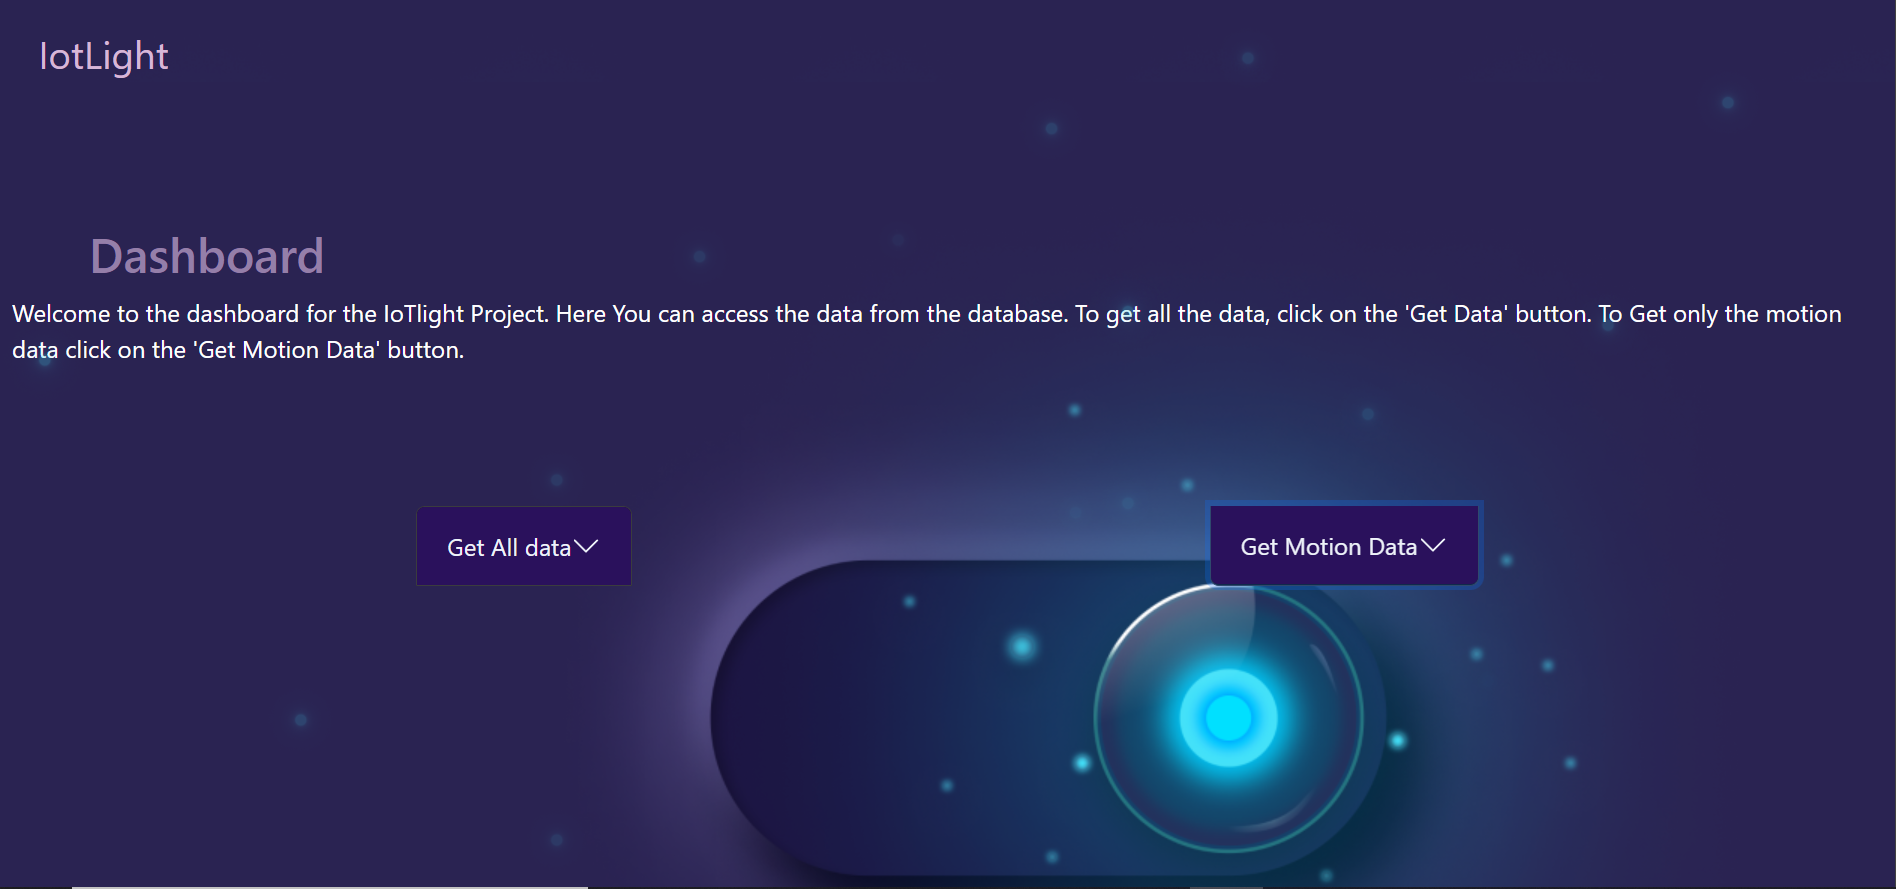 IotLight
Dashboard
Welcome to the dashboard for the IoTlight Project. Here You can access the data from the database. To get all the data, click on the 'Get Data' button. To Get only the motion
data click on the 'Get Motion Data' button.
Get All data
Get Motion Data